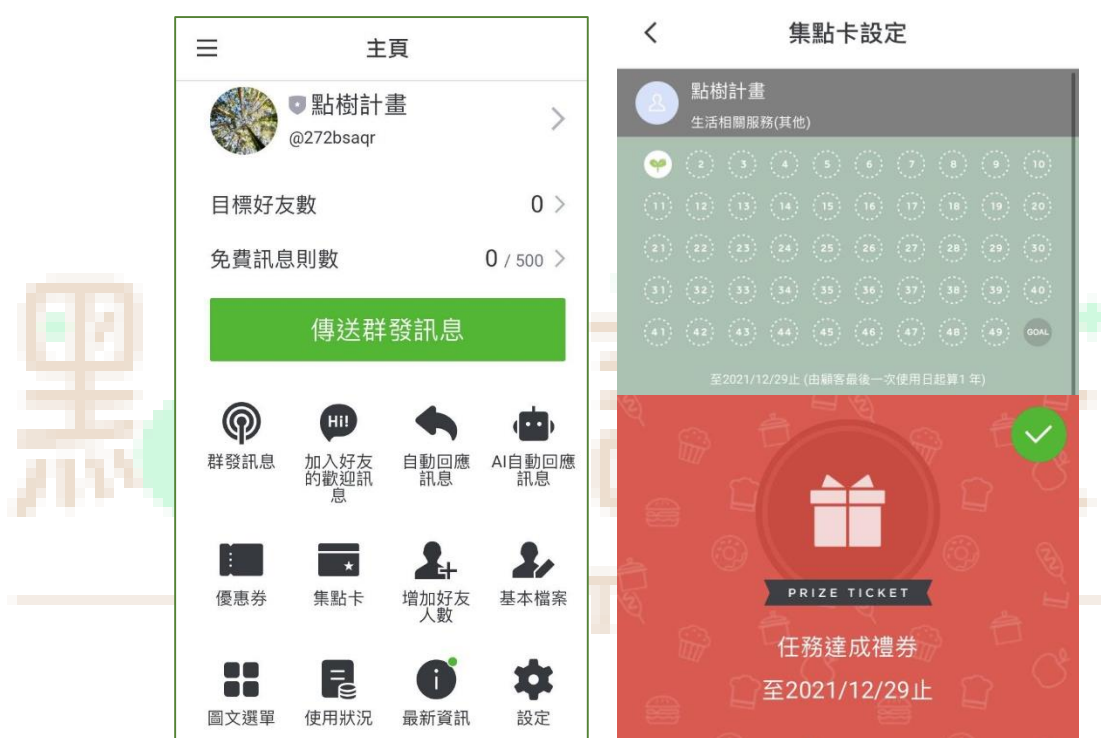 主頁
點樹計畫
@272bsaqr
目標好友數 0
免費訊息則數 0 / 500
傳送群發訊息
Hi!
群發訊息 加入好友的歡迎訊息 自動回應訊息 AI自動回應訊息
優惠券 集點卡 增加好友人數 基本檔案
圖文選單 使用狀況 最新資訊 設定
集點卡設定
點樹計畫
生活相關服務(其他)
2 3 4 5 6 7 8 9 10
11 12 13 14 15 16 17 18 19 20
21 22 23 24 25 26 27 28 29 30
31 32 33 34 35 36 37 38 39 40
41 42 43 44 45 46 47 48 49 GOAL
至2021/12/29止 (由顧客最後一次使用日起算1 年)
PRIZE TICKET
任務達成禮券
至2021/12/29止